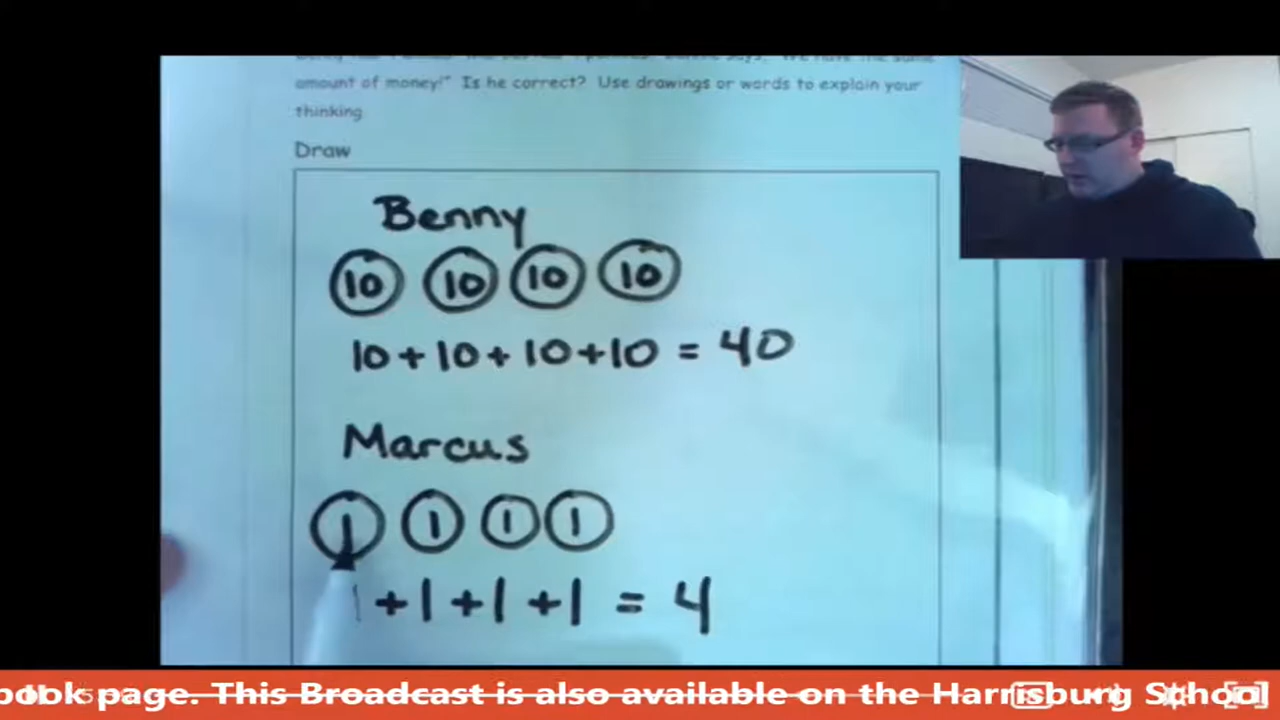 amount of money!" Is he correct? Use drawings or words to explain your
thinking
Draw
Benny
10 10 10 10
10 + 10 + 10 + 10 = 40
Marcus
1 1 1 1
1 + 1 + 1 + 1 = 4
book page. This Broadcast is also available on the Harrisburg School